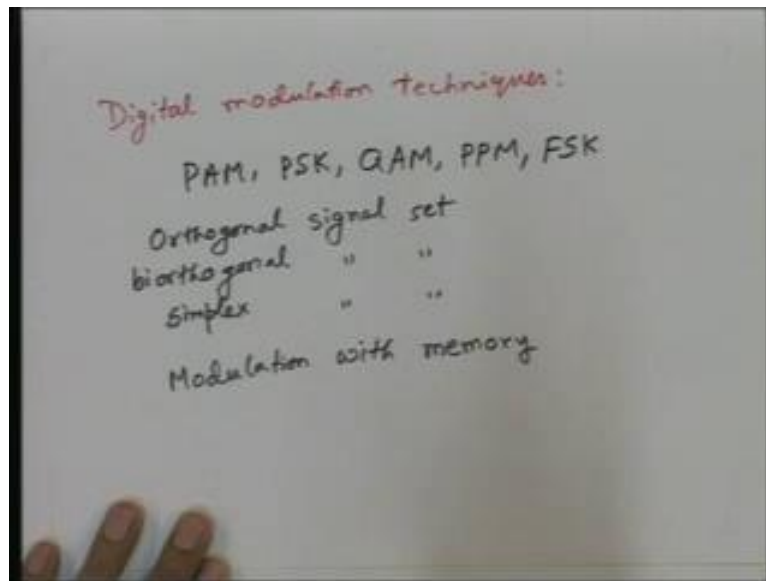 Digital modulation techniques:
PAM, PSK, QAM, PPM, FSK
Orthogonal signal set
biorthogonal " "
simplex " "
Modulation with memory